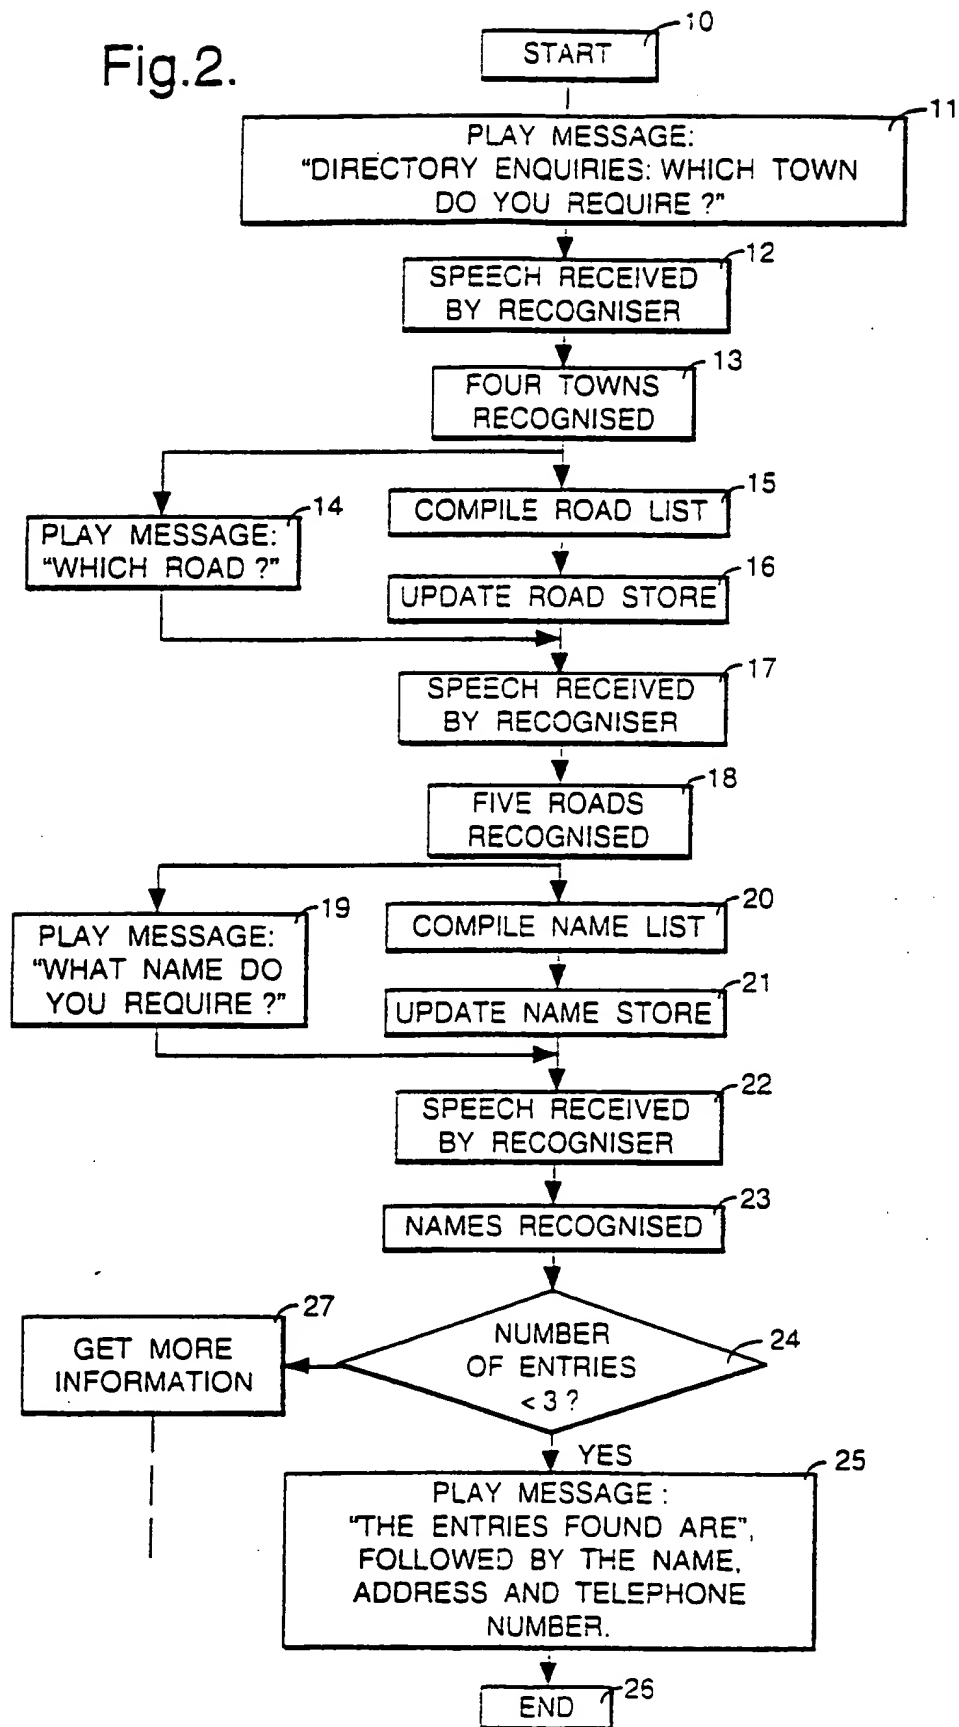 Fig.2.
10
START
11
PLAY MESSAGE:
"DIRECTORY ENQUIRIES: WHICH TOWN
DO YOU REQUIRE ?"
12
SPEECH RECEIVED
BY RECOGNISER
13
FOUR TOWNS
RECOGNISED
14
PLAY MESSAGE:
"WHICH ROAD ?"
15
COMPILE ROAD LIST
16
UPDATE ROAD STORE
17
SPEECH RECEIVED
BY RECOGNISER
18
FIVE ROADS
RECOGNISED
19
PLAY MESSAGE:
"WHAT NAME DO
YOU REQUIRE ?"
20
COMPILE NAME LIST
21
UPDATE NAME STORE
22
SPEECH RECEIVED
BY RECOGNISER
23
NAMES RECOGNISED
24
NUMBER
OF ENTRIES
< 3 ?
27
GET MORE
INFORMATION
YES
25
PLAY MESSAGE :
"THE ENTRIES FOUND ARE",
FOLLOWED BY THE NAME,
ADDRESS AND TELEPHONE
NUMBER.
26
END